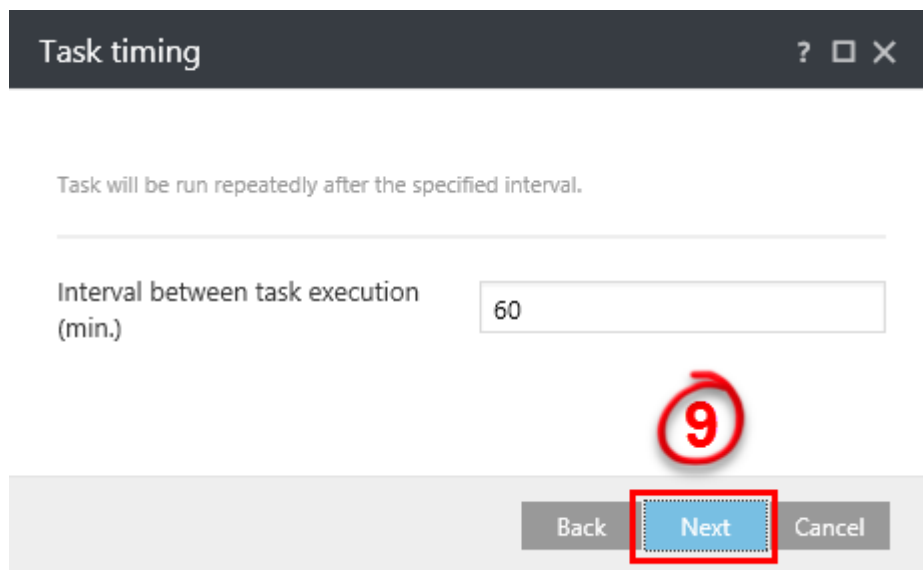 Task timing ?
Task will be run repeatedly after the specified interval.
Interval between task execution
(min.)
60
9
Back Next Cancel